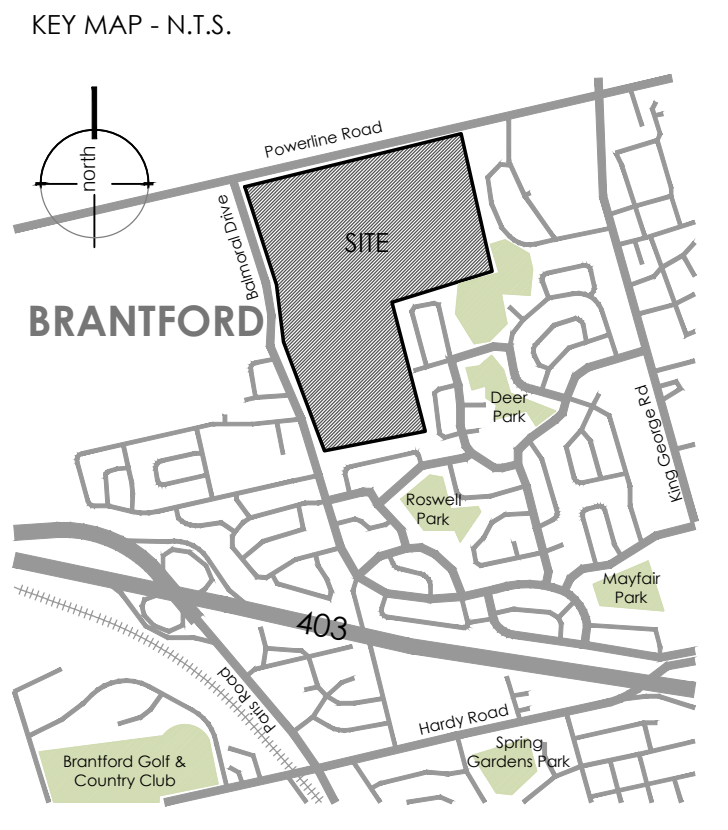 KEY MAP - N.T.S.
Powerline Road
north
Balmoral Drive
SITE
BRANTFORD
Deer
Park
King George Rd
Roswell
Park
Mayfair
Park
403
Paris Road
Hardy Road
Spring
Gardens Park
Brantford Golf &
Country Club